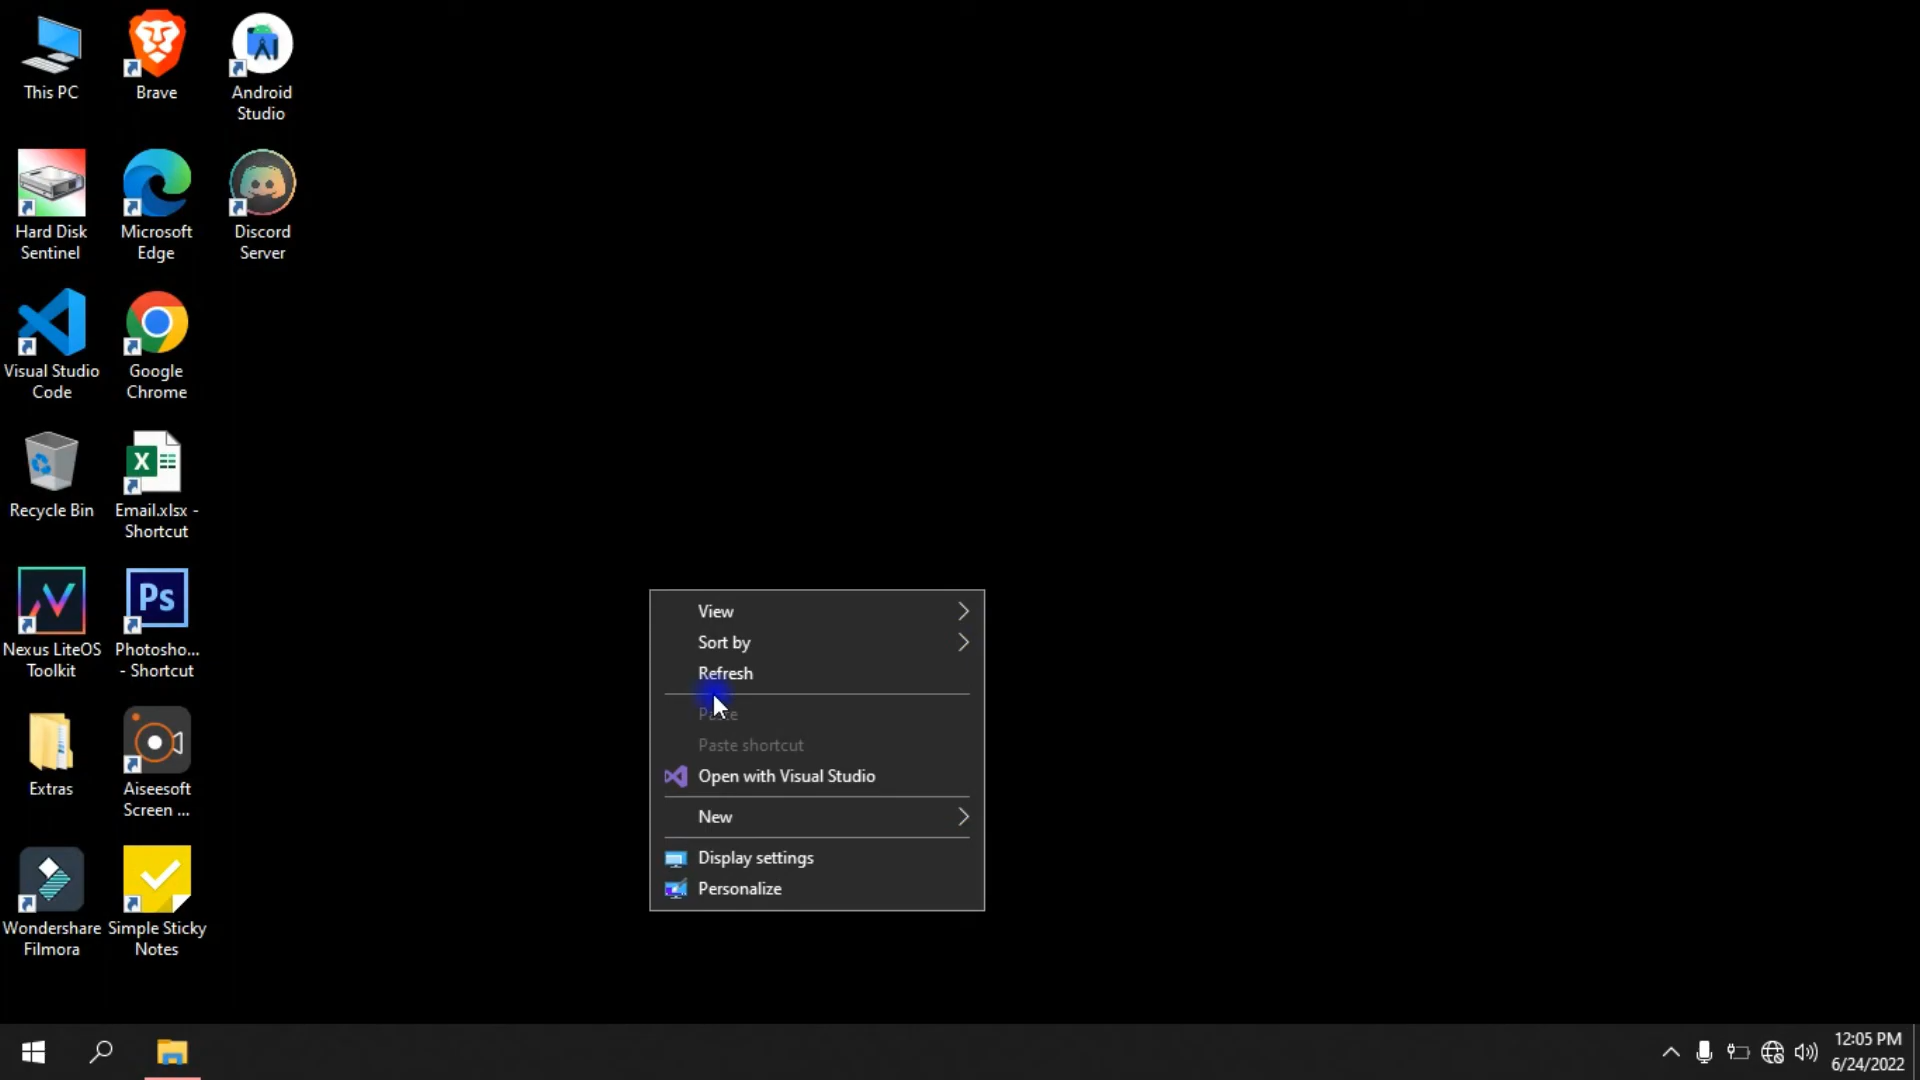 This PC
Brave
Android
Studio
Hard Disk
Sentinel
Microsoft
Edge
Discord
Server
Visual Studio
Code
Google
Chrome
Recycle Bin
Email.xlsx -
Shortcut
Nexus LiteOS
Toolkit
Ps
Photosho...
- Shortcut
Extras
Aiseesoft
Screen ...
Wondershare
Filmora
Simple Sticky
Notes
View
Sort by
Refresh
Paste
Paste shortcut
Open with Visual Studio
New
Display settings
Personalize
12:05 PM
6/24/2022